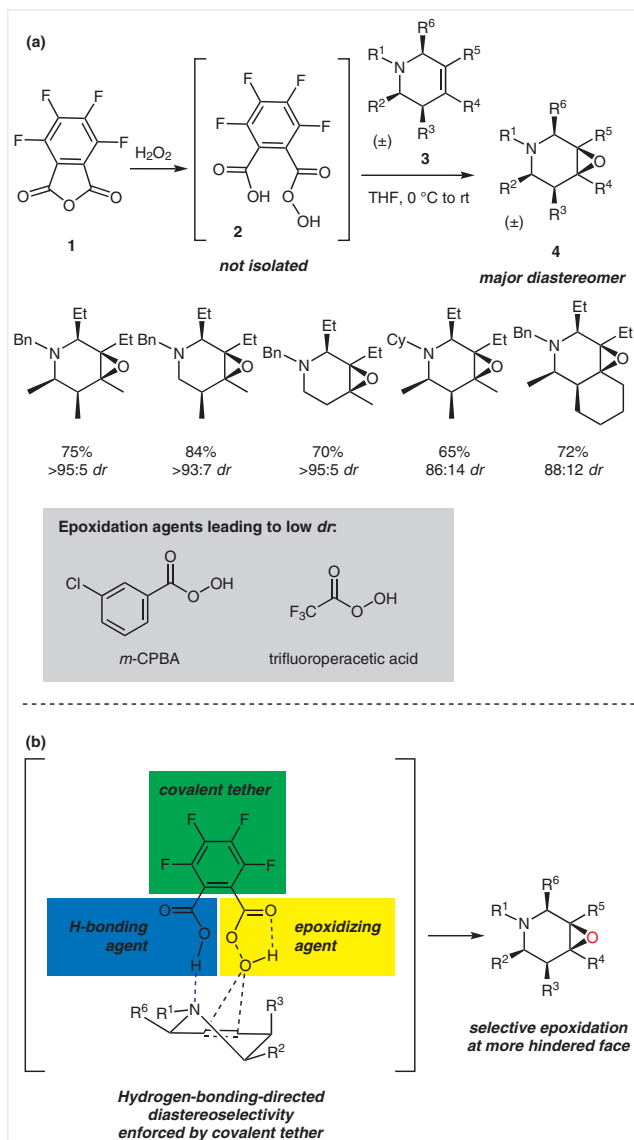 (a)
F
F
F
F
O
O
O
1
H2O2
F
F
F
F
O
OH
O
O
OH
2
not isolated
R6
R1
R5
N
R2
R4
R3
(±)
3
THF, 0 °C to rt
R6
R1
R5
N
O
R2
R4
R3
(±)
4
major diastereomer
Et
Bn
Et
N
O
75%
>95:5 dr
Et
Bn
Et
N
O
84%
>93:7 dr
Et
Bn
Et
N
O
70%
>95:5 dr
Et
Cy
Et
N
O
65%
86:14 dr
Et
Bn
Et
N
O
72%
88:12 dr
Epoxidation agents leading to low dr:
O
Cl
O
OH
m-CPBA
O
F3C
O
OH
trifluoroperacetic acid
(b)
covalent tether
F
F
F
F
H-bonding
agent
O
O
H
O
O
O
H
epoxidizing
agent
R6
R1
N
R3
R2
Hydrogen-bonding-directed
diastereoselectivity
enforced by covalent tether
R6
R1
R5
N
O
R2
R4
R3
selective epoxidation
at more hindered face